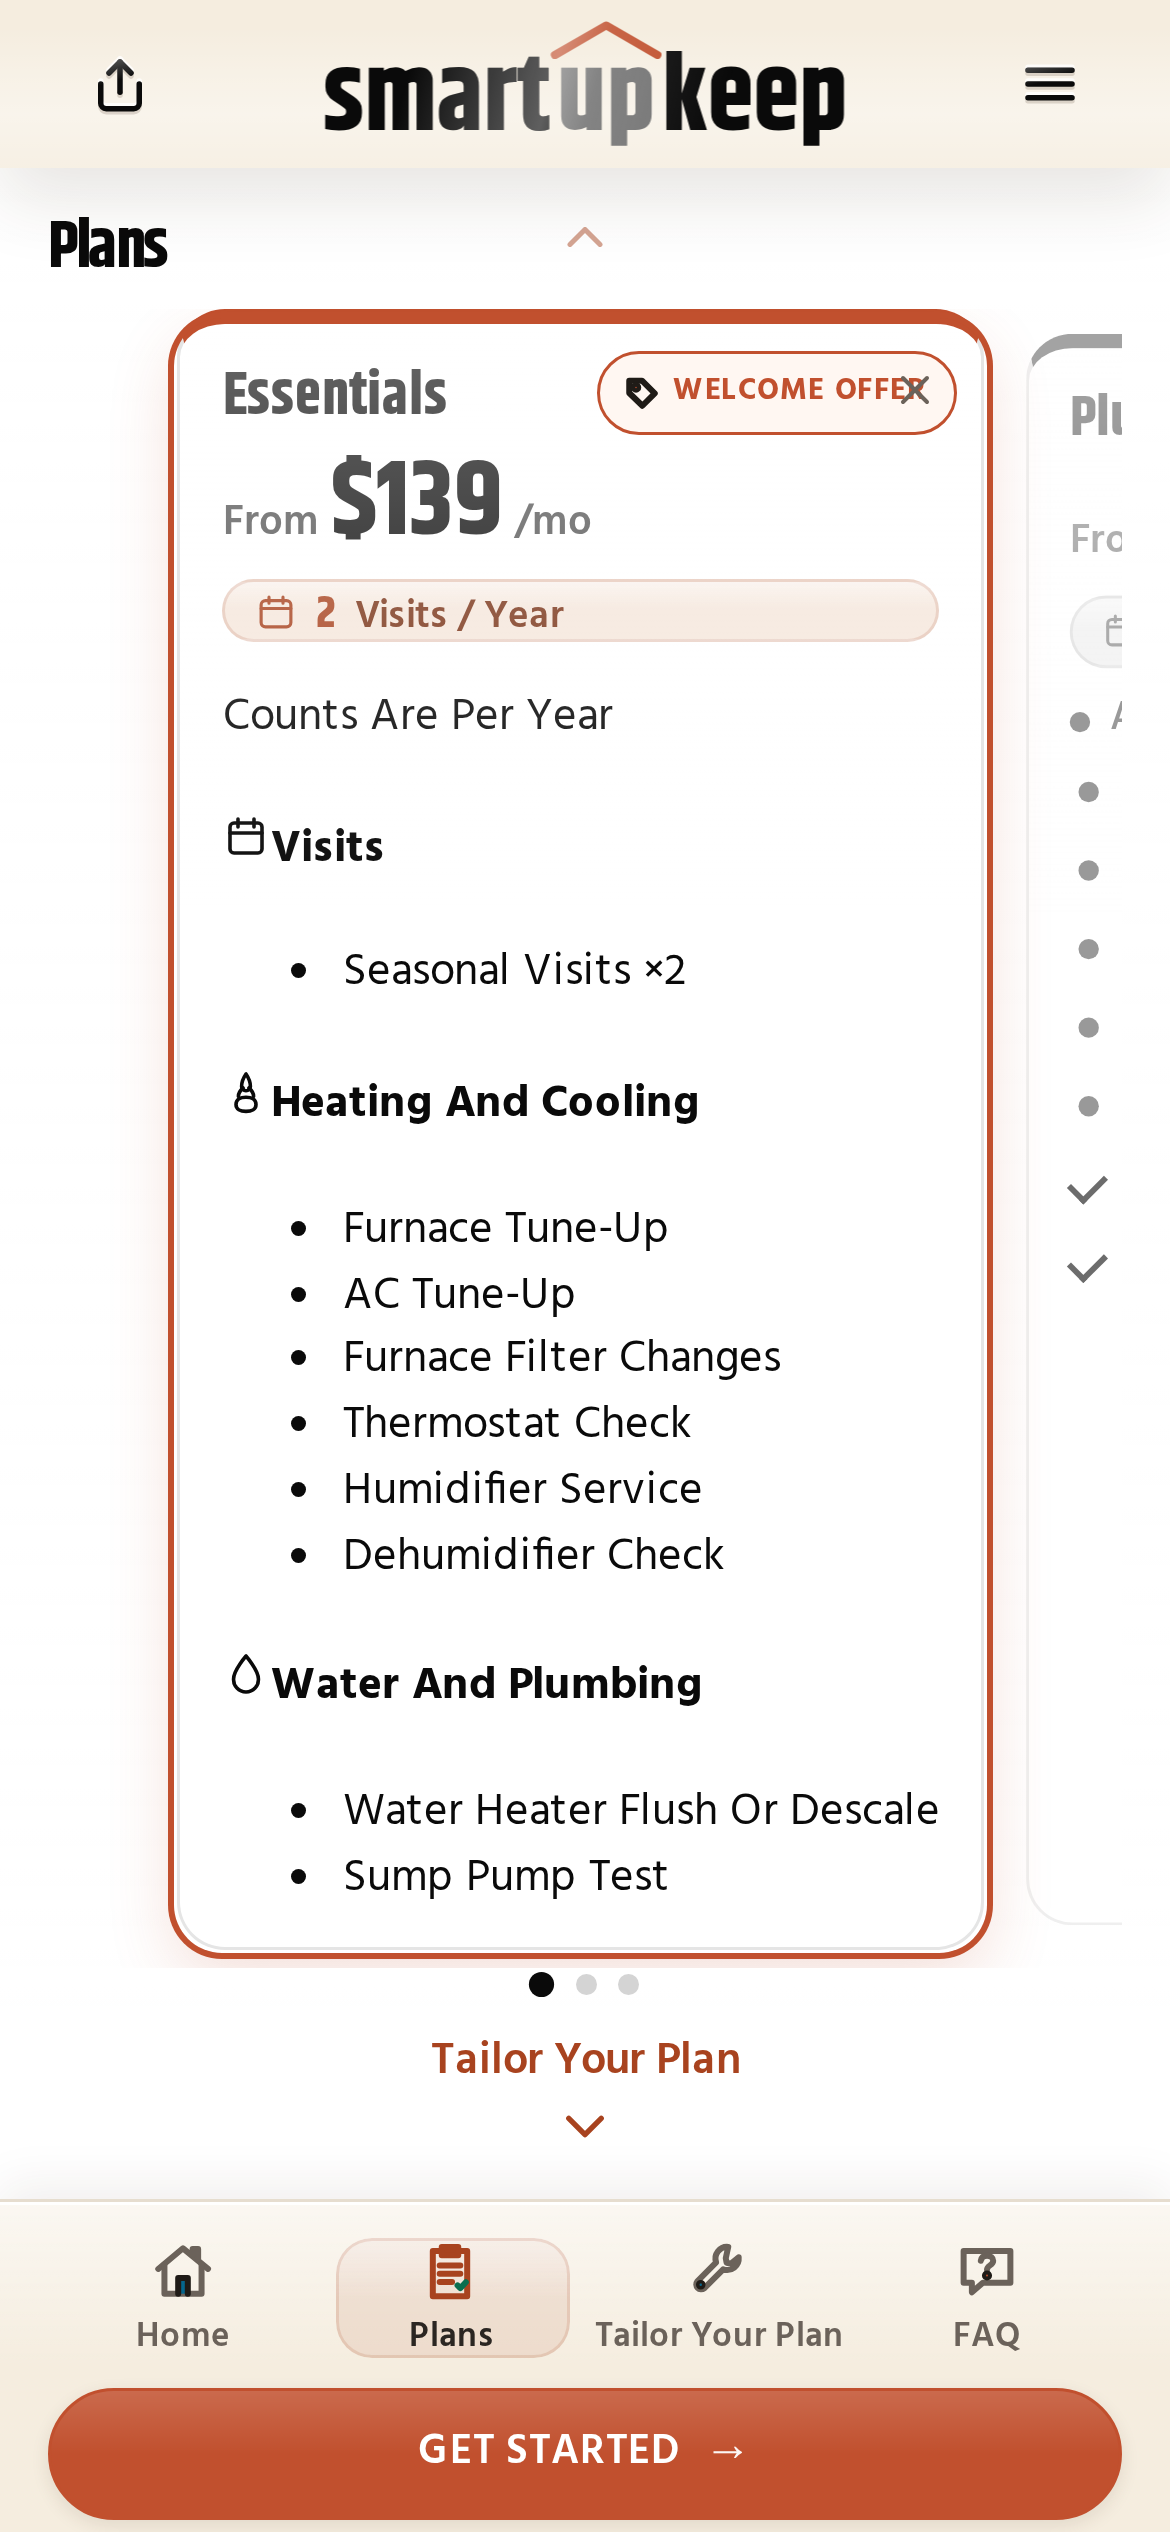 smartupkeep
Plans
Essentials
WELCOME OFFER
From $139 /mo
2 Visits / Year
Counts Are Per Year
Visits
• Seasonal Visits ×2
Heating And Cooling
• Furnace Tune-Up
• AC Tune-Up
• Furnace Filter Changes
• Thermostat Check
• Humidifier Service
• Dehumidifier Check
Water And Plumbing
• Water Heater Flush Or Descale
• Sump Pump Test
Tailor Your Plan
Home
Plans
Tailor Your Plan
FAQ
GET STARTED →